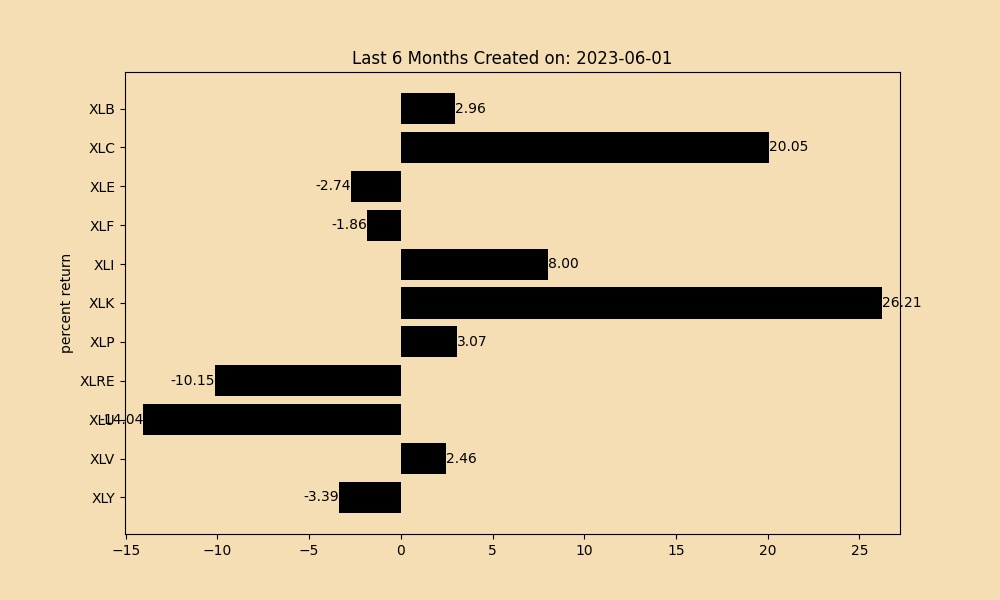 Last 6 Months Created on: 2023-06-01
percent return
XLB 2.96
XLC 20.05
XLE -2.74
XLF -1.86
XLI 8.00
XLK 26.21
XLP 3.07
XLRE -10.15
XLU -14.04
XLV 2.46
XLY -3.39
−15 −10 −5 0 5 10 15 20 25